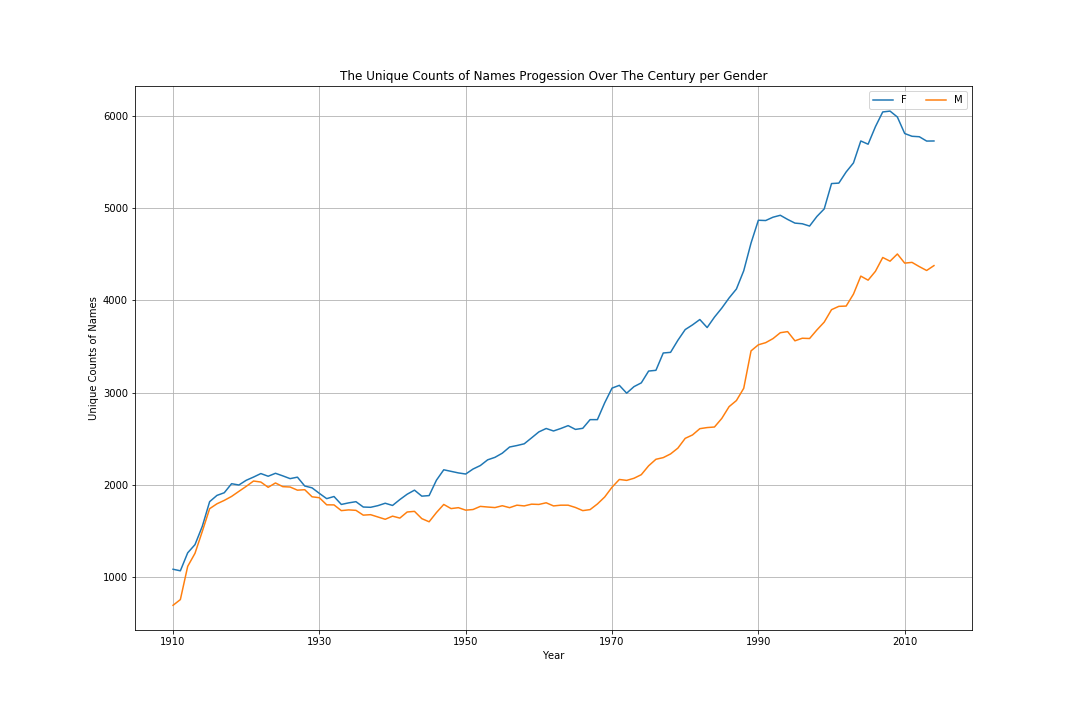 The Unique Counts of Names Progession Over The Century per Gender
F M
6000
5000
4000
3000
2000
1000
Unique Counts of Names
1910 1930 1950 1970 1990 2010
Year